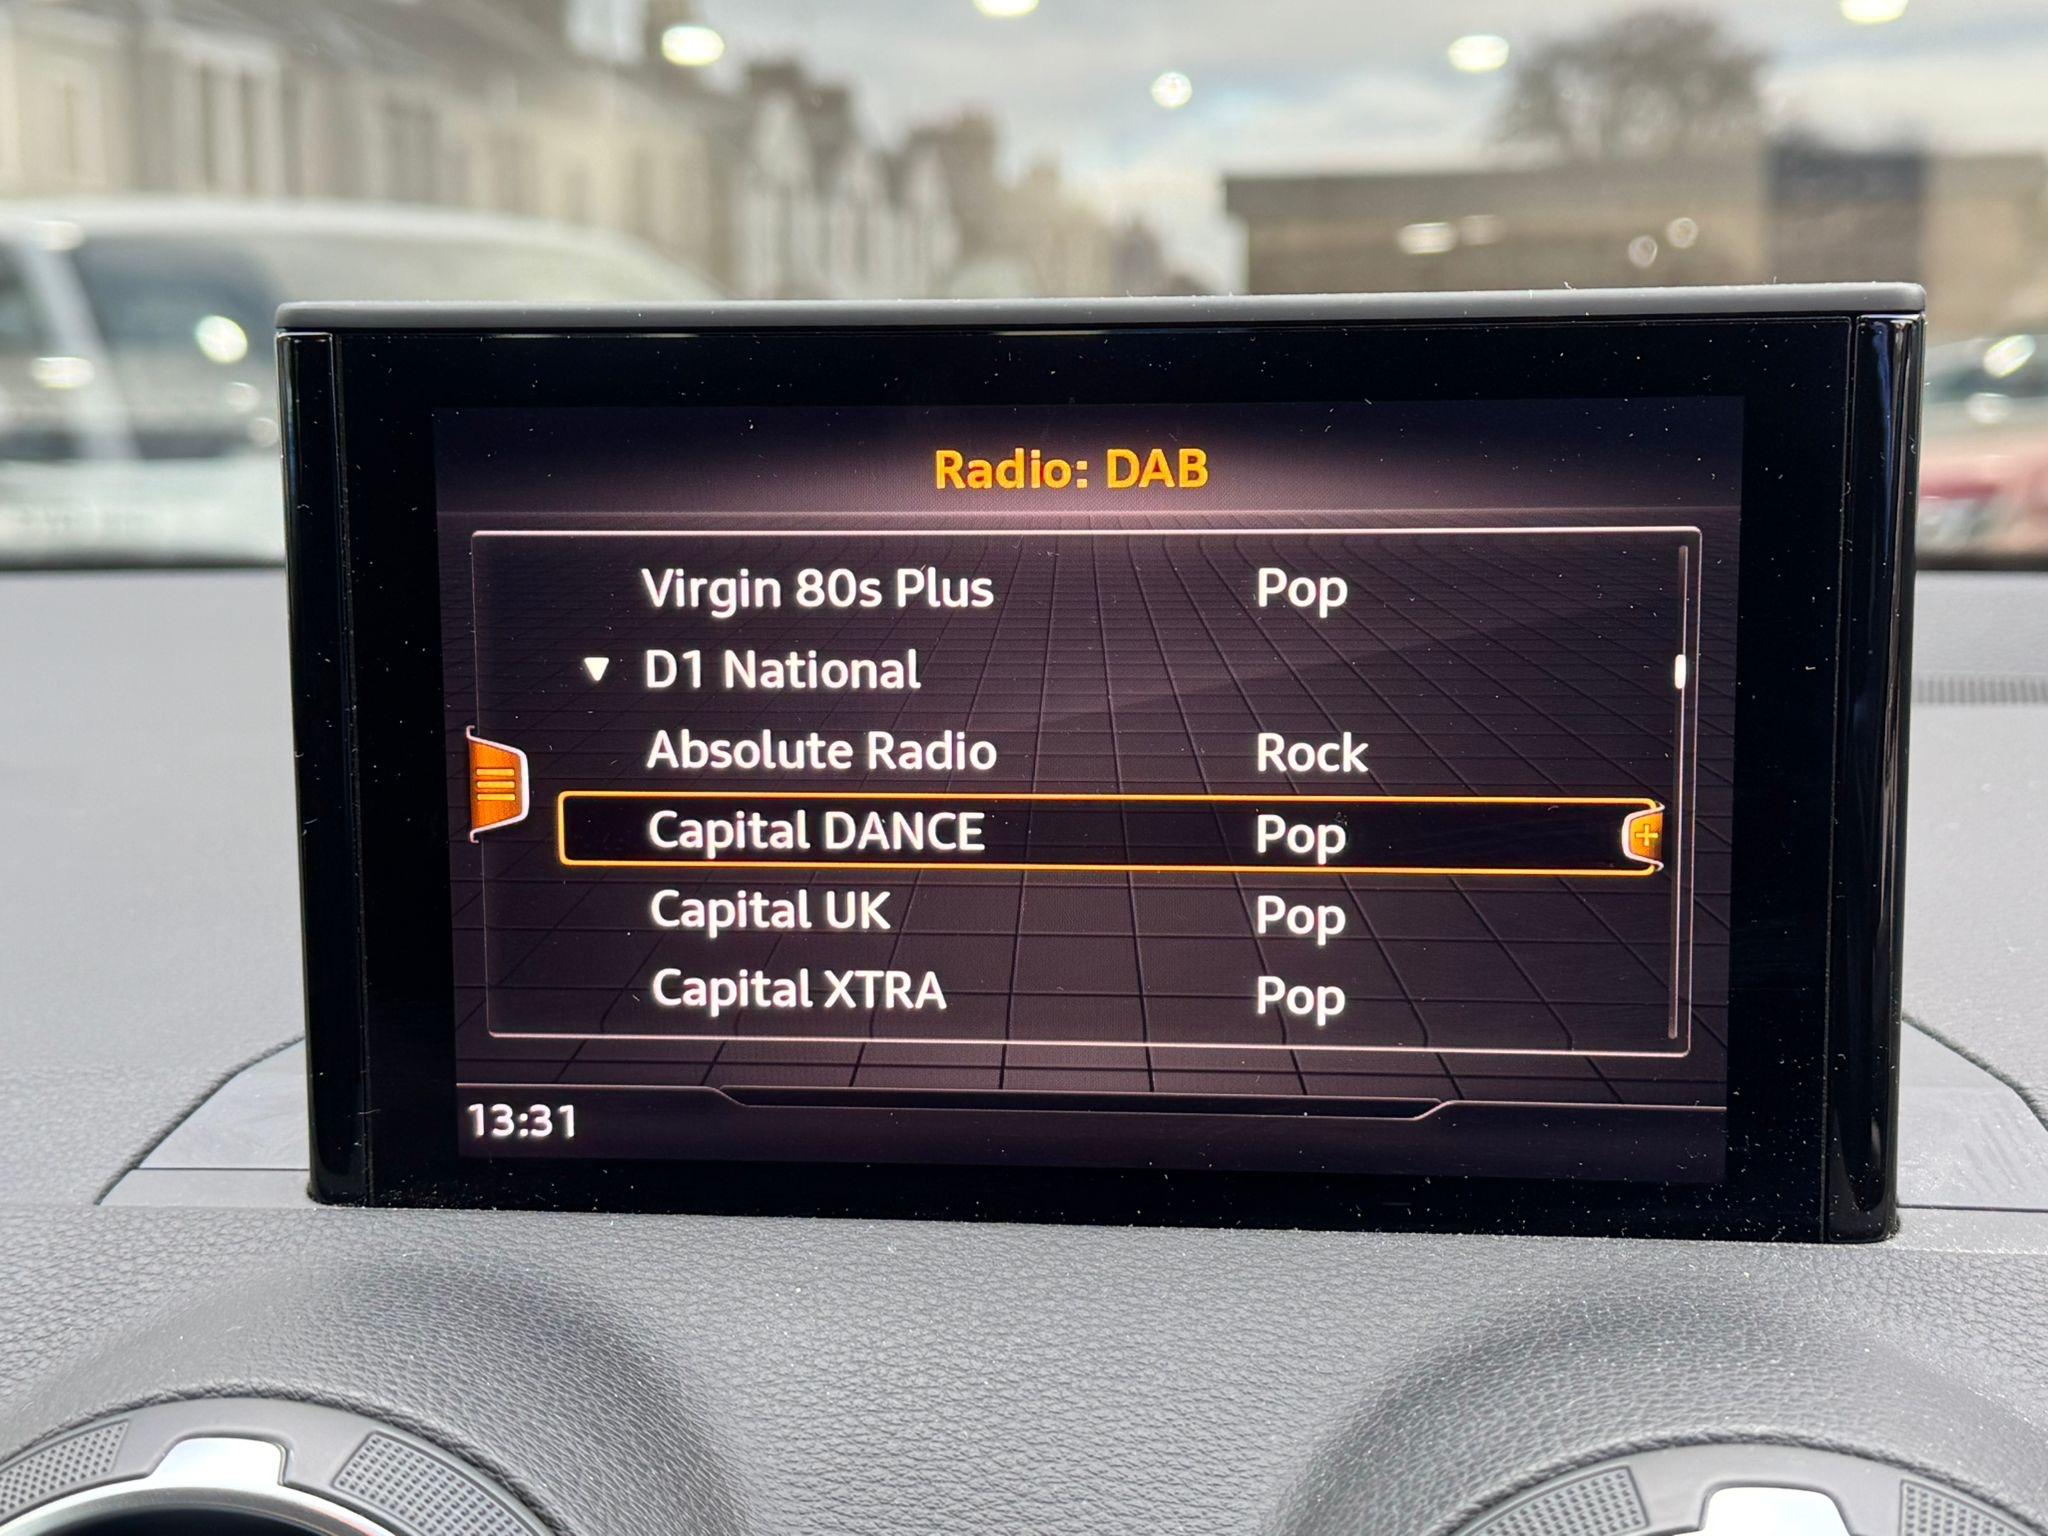 Radio: DAB
Virgin 80s Plus Pop
▼ D1 National
Absolute Radio Rock
Capital DANCE Pop +
Capital UK Pop
Capital XTRA Pop
13:31